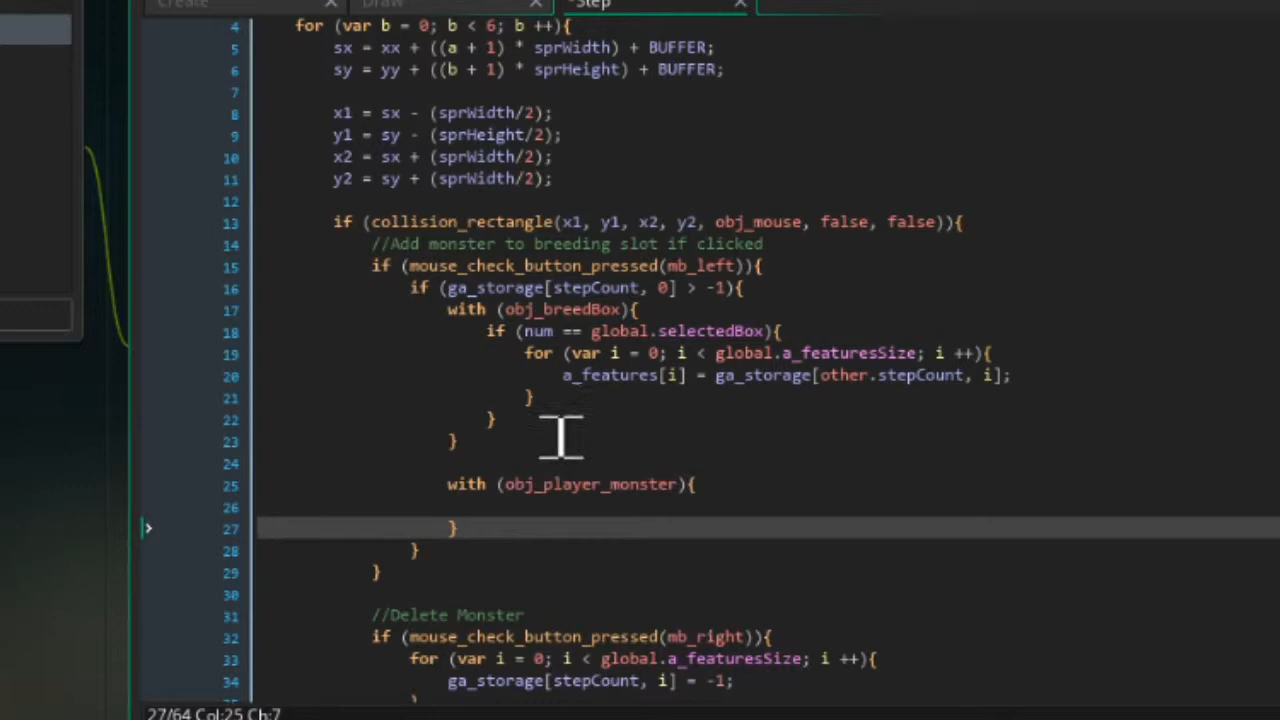 Create × Draw × *Step ×
4 for (var b = 0; b < 6; b ++){
5 sx = xx + ((a + 1) * sprWidth) + BUFFER;
6 sy = yy + ((b + 1) * sprHeight) + BUFFER;
7
8 x1 = sx - (sprWidth/2);
9 y1 = sy - (sprHeight/2);
10 x2 = sx + (sprWidth/2);
11 y2 = sy + (sprWidth/2);
12
13 if (collision_rectangle(x1, y1, x2, y2, obj_mouse, false, false)){
14 //Add monster to breeding slot if clicked
15 if (mouse_check_button_pressed(mb_left)){
16 if (ga_storage[stepCount, 0] > -1){
17 with (obj_breedBox){
18 if (num == global.selectedBox){
19 for (var i = 0; i < global.a_featuresSize; i ++){
20 a_features[i] = ga_storage[other.stepCount, i];
21 }
22 }
23 }
24
25 with (obj_player_monster){
26
27 }
28 }
29 }
30
31 //Delete Monster
32 if (mouse_check_button_pressed(mb_right)){
33 for (var i = 0; i < global.a_featuresSize; i ++){
34 ga_storage[stepCount, i] = -1;
27/64 Col:25 Ch:7